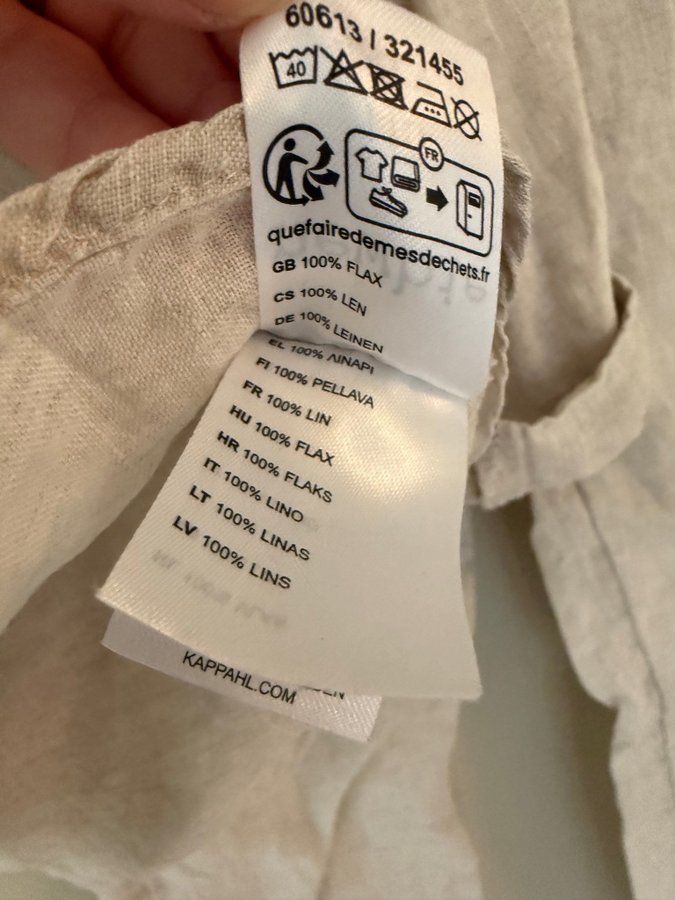 60613 / 321455
40
FR
quefairedemesdechets.fr
GB 100% FLAX
CS 100% LEN
DE 100% LEINEN
EL 100% ΛΙΝΑΡΙ
FI 100% PELLAVA
FR 100% LIN
HU 100% FLAX
HR 100% FLAKS
IT 100% LINO
LT 100% LINAS
LV 100% LINS
KAPPAHL.COM